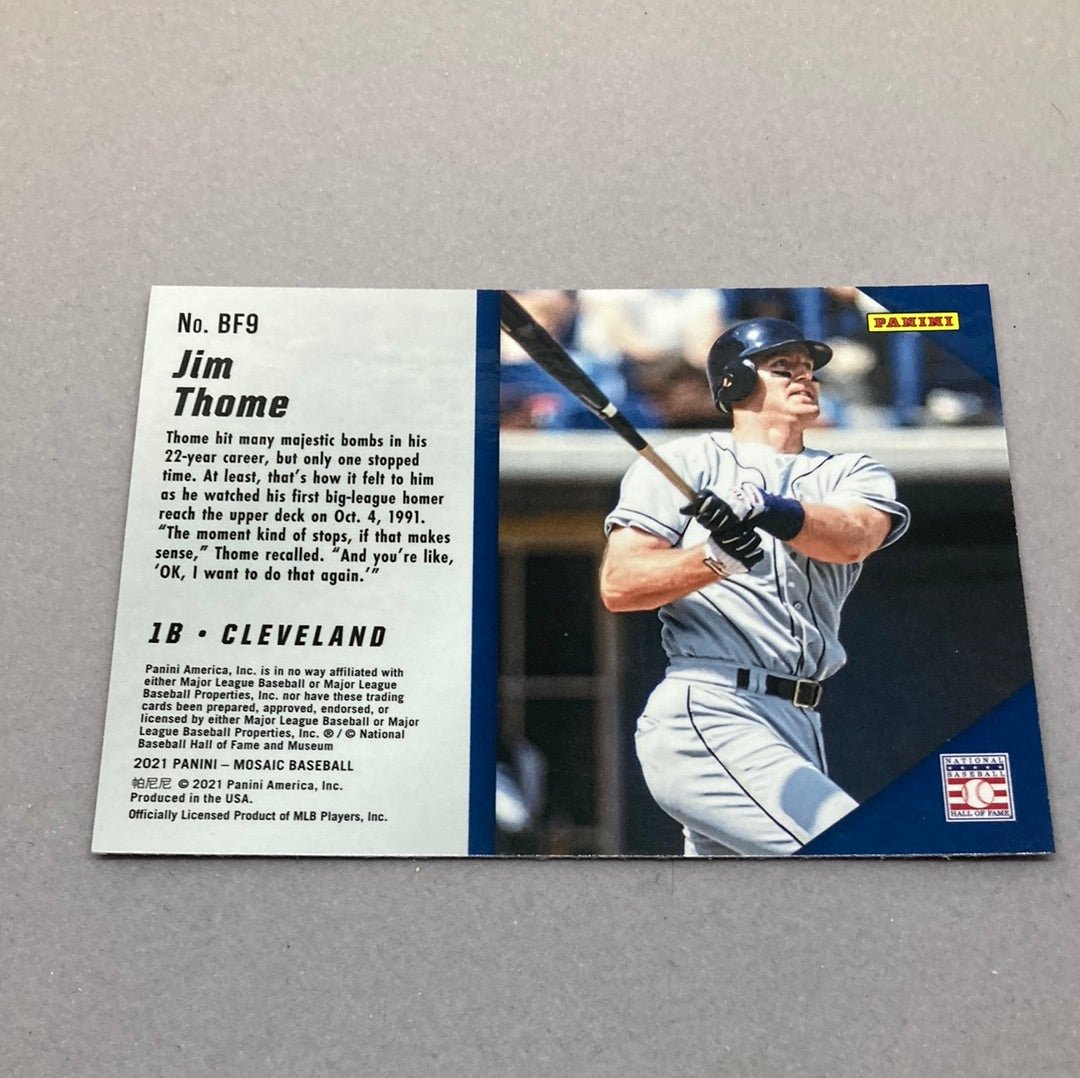 No. BF9
Jim
Thome
Thome hit many majestic bombs in his
22-year career, but only one stopped
time. At least, that's how it felt to him
as he watched his first big-league homer
reach the upper deck on Oct. 4, 1991.
"The moment kind of stops, if that makes
sense," Thome recalled. "And you're like,
'OK, I want to do that again.'"
1B • CLEVELAND
Panini America, Inc. is in no way affiliated with
either Major League Baseball or Major League
Baseball Properties, Inc. nor have these trading
cards been prepared, approved, endorsed, or
licensed by either Major League Baseball or Major
League Baseball Properties, Inc. ® / © National
Baseball Hall of Fame and Museum
2021 PANINI – MOSAIC BASEBALL
帕尼尼 © 2021 Panini America, Inc.
Produced in the USA.
Officially Licensed Product of MLB Players, Inc.
PANINI
NATIONAL
BASEBALL
HALL OF FAME